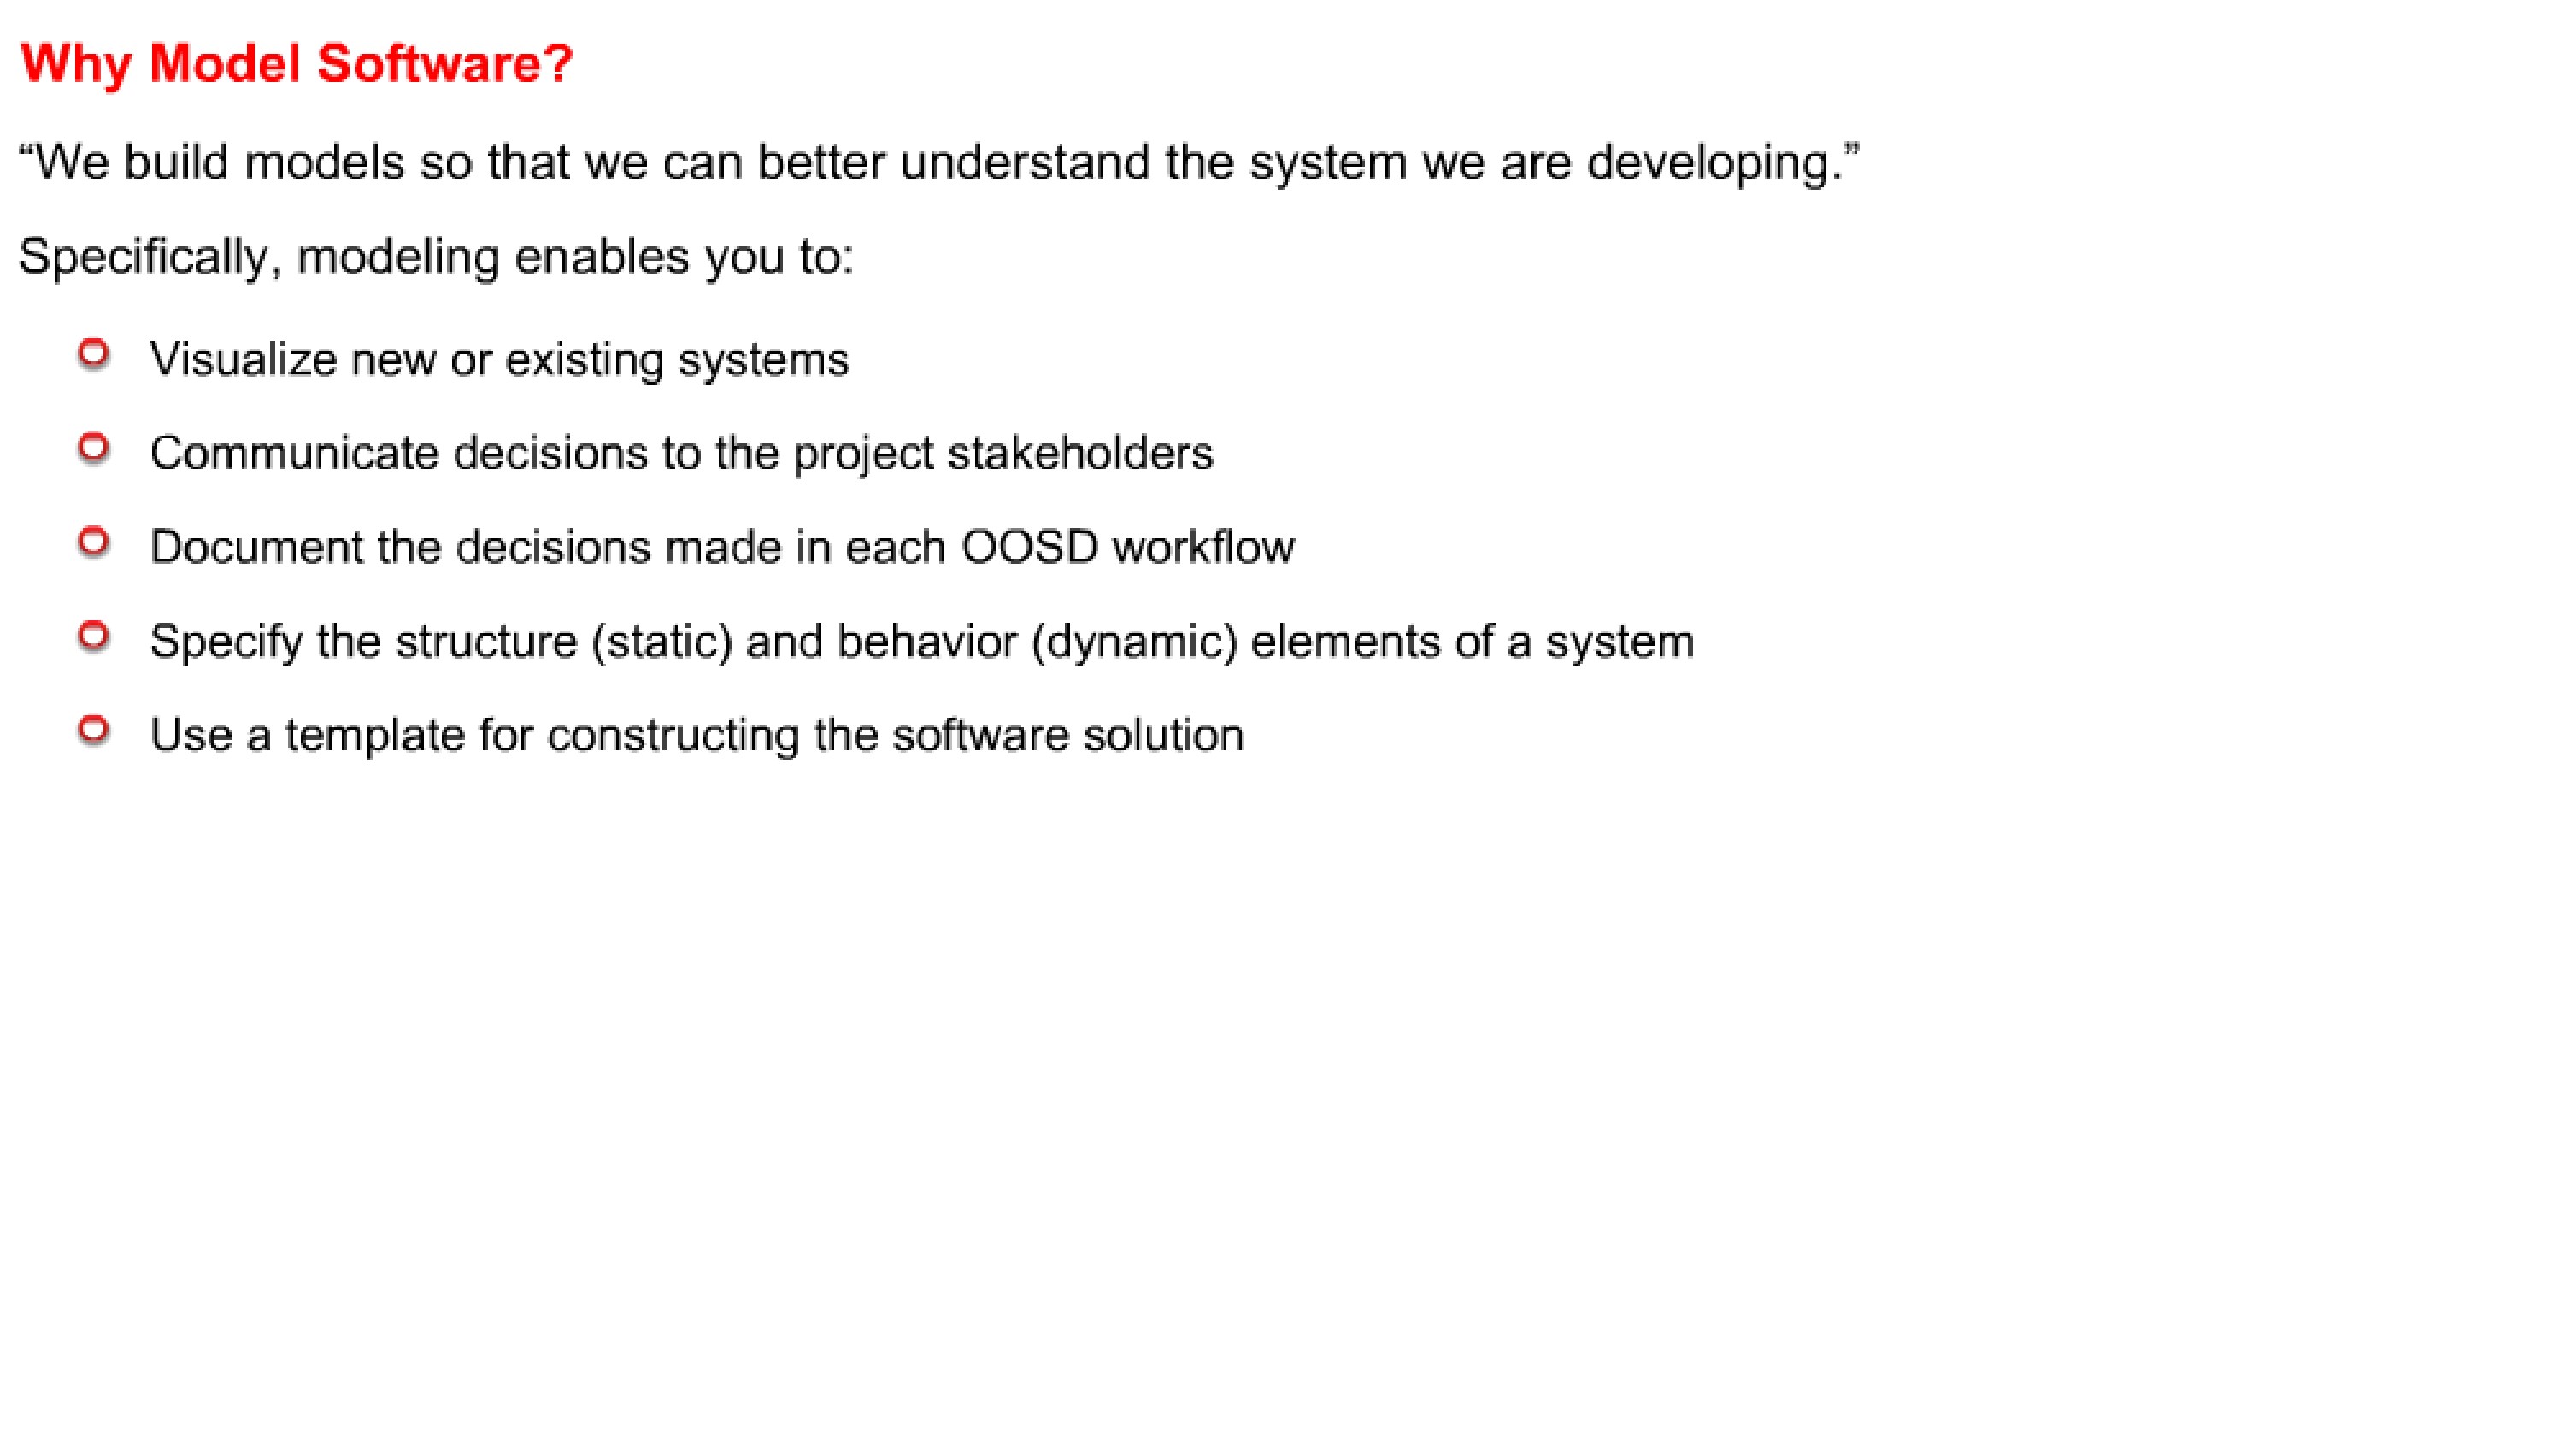 Why Model Software?
“We build models so that we can better understand the system we are developing.”
Specifically, modeling enables you to:
Visualize new or existing systems
Communicate decisions to the project stakeholders
Document the decisions made in each OOSD workflow
Specify the structure (static) and behavior (dynamic) elements of a system
Use a template for constructing the software solution